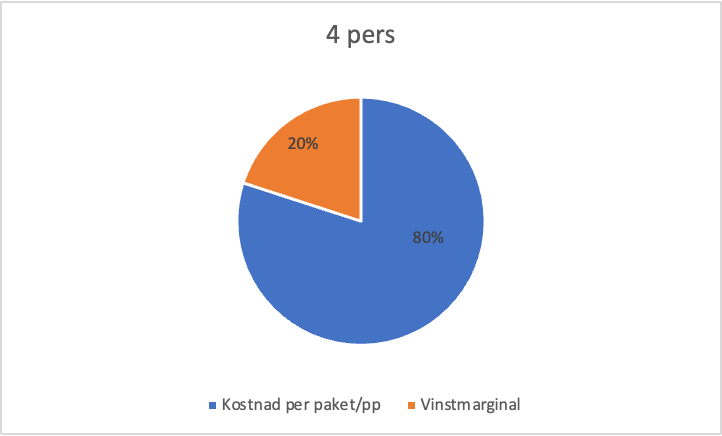 4 pers
20%
80%
Kostnad per paket/pp
Vinstmarginal